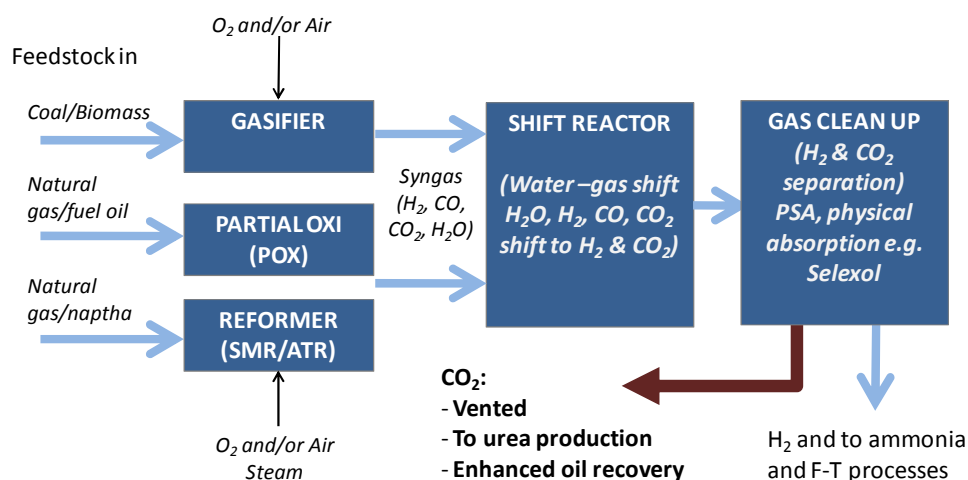 O₂ and/or Air
Feedstock in
Coal/Biomass
GASIFIER
Natural
gas/fuel oil
PARTIAL OXI
(POX)
Natural
gas/naptha
REFORMER
(SMR/ATR)
O₂ and/or Air
Steam
Syngas
(H₂, CO,
CO₂, H₂O)
SHIFT REACTOR
(Water –gas shift
H₂O, H₂, CO, CO₂
shift to H₂ & CO₂)
GAS CLEAN UP
(H₂ & CO₂
separation)
PSA, physical
absorption e.g.
Selexol
CO₂:
- Vented
- To urea production
- Enhanced oil recovery
H₂ and to ammonia
and F-T processes